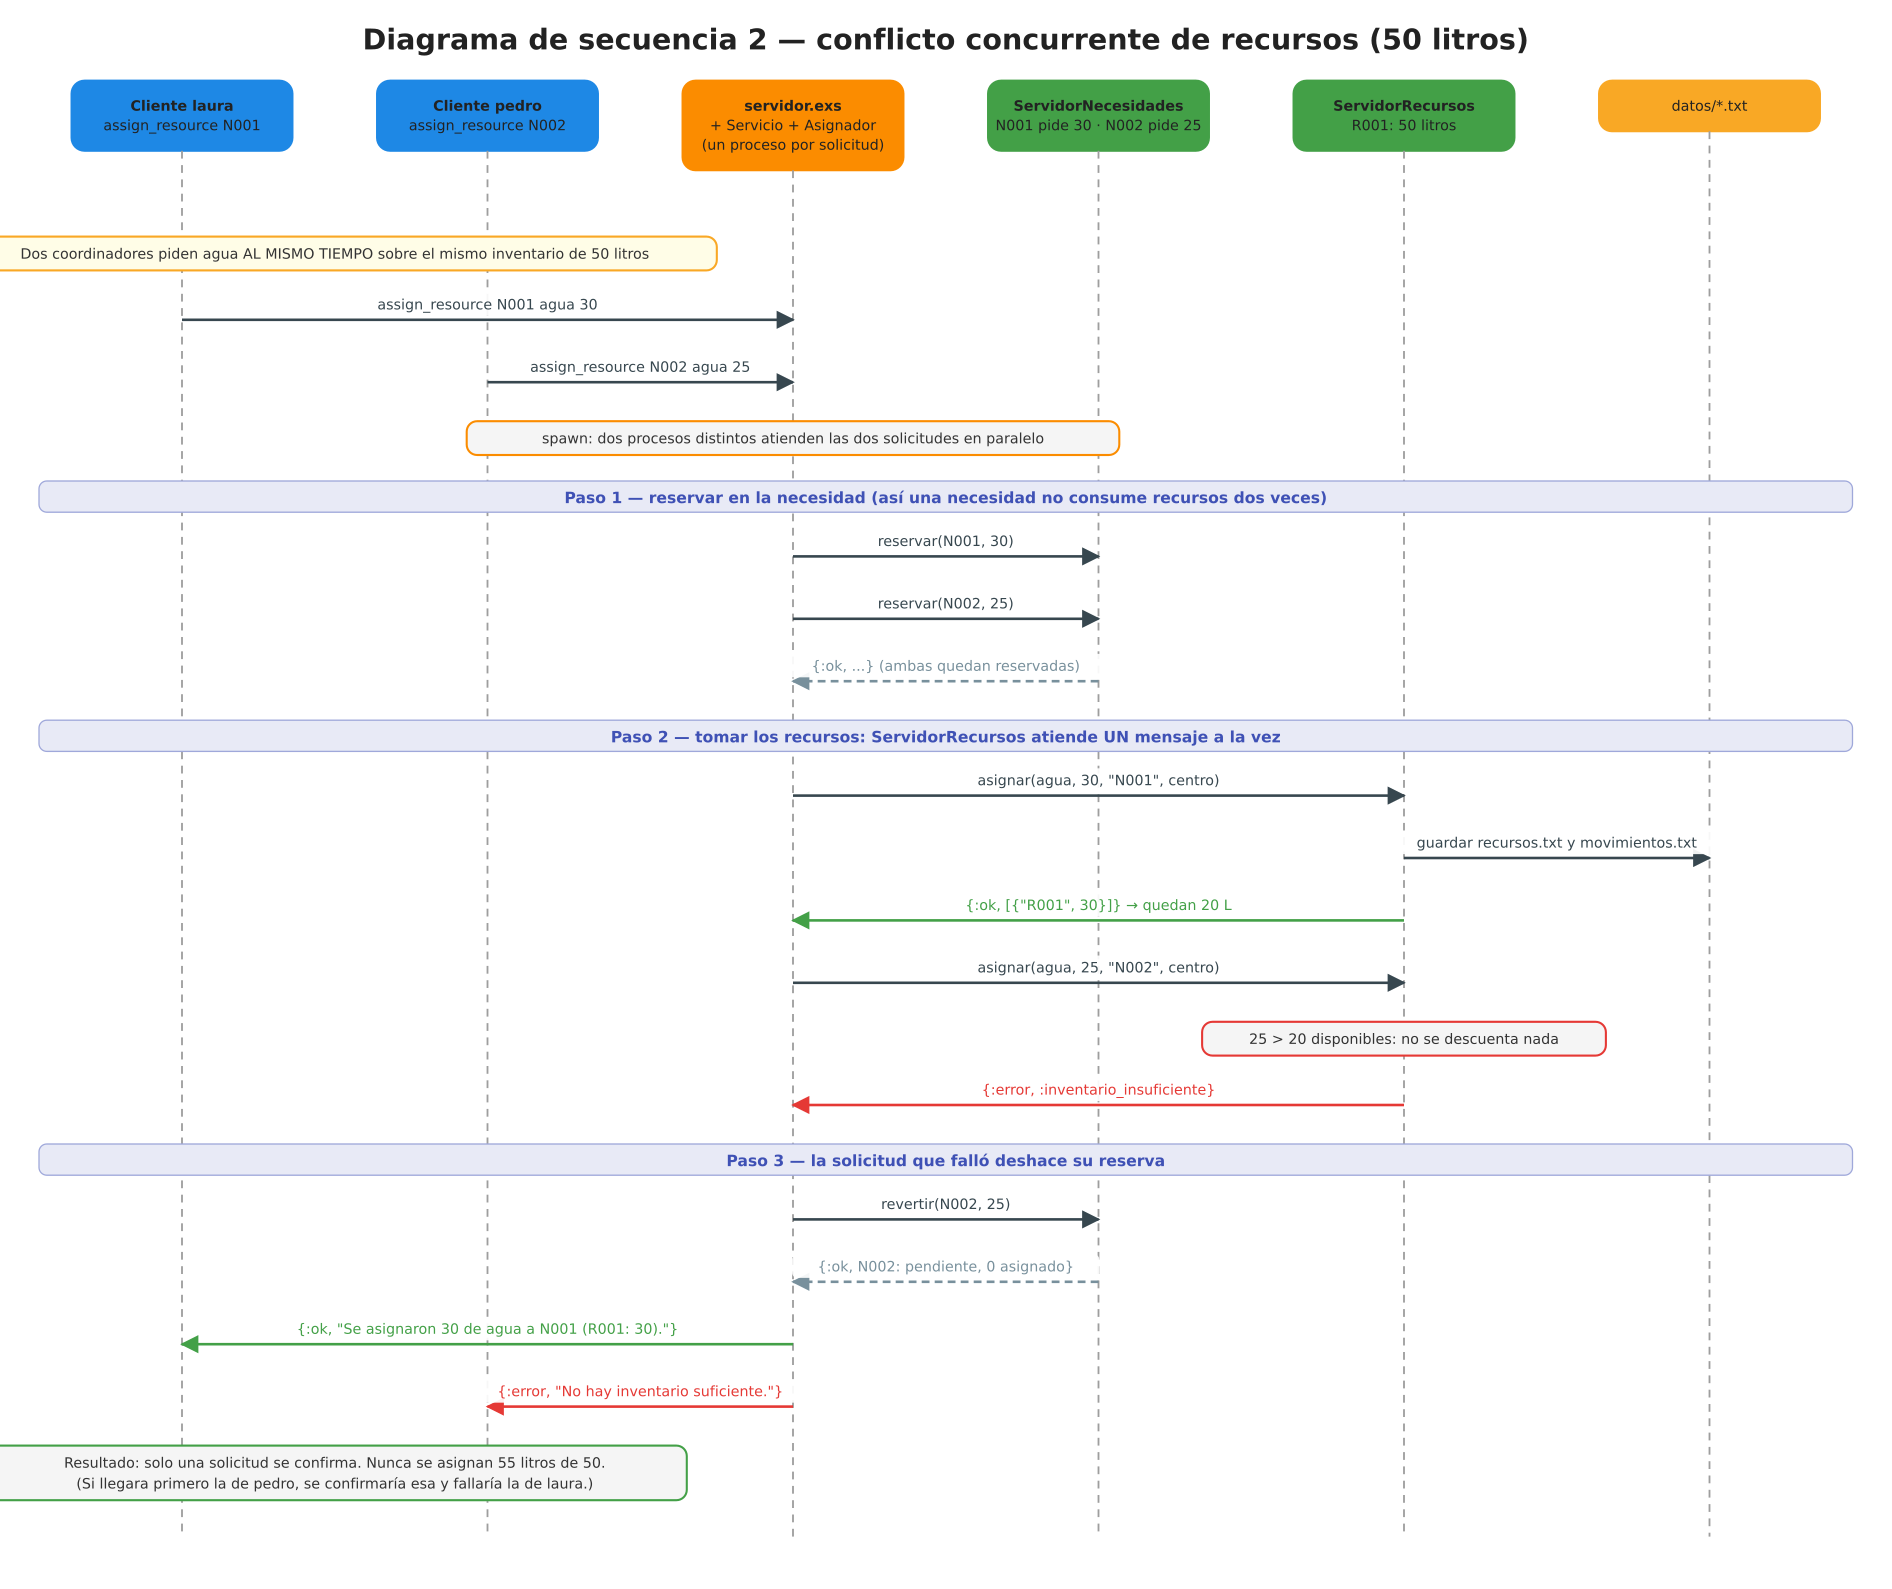 Diagrama de secuencia 2 — conflicto concurrente de recursos (50 litros)
Cliente laura
assign_resource N001
Cliente pedro
assign_resource N002
servidor.exs
+ Servicio + Asignador
(un proceso por solicitud)
ServidorNecesidades
N001 pide 30 · N002 pide 25
ServidorRecursos
R001: 50 litros
datos/*.txt
Dos coordinadores piden agua AL MISMO TIEMPO sobre el mismo inventario de 50 litros
assign_resource N001 agua 30
assign_resource N002 agua 25
spawn: dos procesos distintos atienden las dos solicitudes en paralelo
Paso 1 — reservar en la necesidad (así una necesidad no consume recursos dos veces)
reservar(N001, 30)
reservar(N002, 25)
{:ok, ...} (ambas quedan reservadas)
Paso 2 — tomar los recursos: ServidorRecursos atiende UN mensaje a la vez
asignar(agua, 30, "N001", centro)
guardar recursos.txt y movimientos.txt
{:ok, [{"R001", 30}]} → quedan 20 L
asignar(agua, 25, "N002", centro)
25 > 20 disponibles: no se descuenta nada
{:error, :inventario_insuficiente}
Paso 3 — la solicitud que falló deshace su reserva
revertir(N002, 25)
{:ok, N002: pendiente, 0 asignado}
{:ok, "Se asignaron 30 de agua a N001 (R001: 30)."}
{:error, "No hay inventario suficiente."}
Resultado: solo una solicitud se confirma. Nunca se asignan 55 litros de 50.
(Si llegara primero la de pedro, se confirmaría esa y fallaría la de laura.)